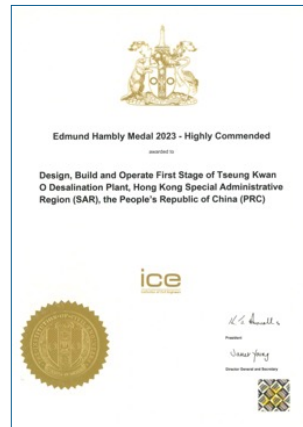 Edmund Hambly Medal 2023 - Highly Commended
awarded to
Design, Build and Operate First Stage of Tseung Kwan
O Desalination Plant, Hong Kong Special Administrative
Region (SAR), the People's Republic of China (PRC)
ice
President
Director General and Secretary